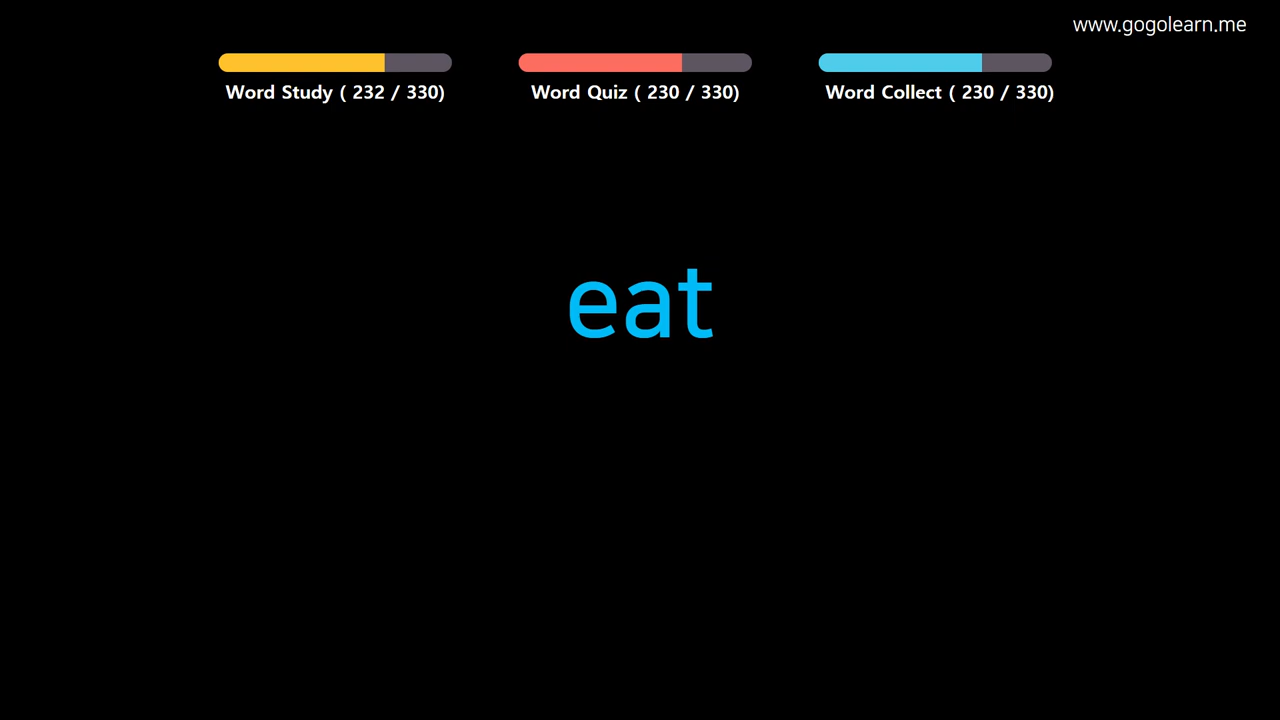 www.gogolearn.me
Word Study ( 232 / 330)
Word Quiz ( 230 / 330)
Word Collect ( 230 / 330)
eat